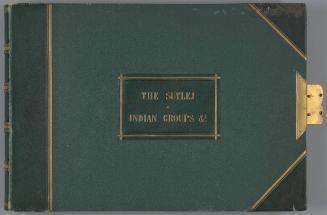 THE SUTLEJ
-
INDIAN GROUPS &c